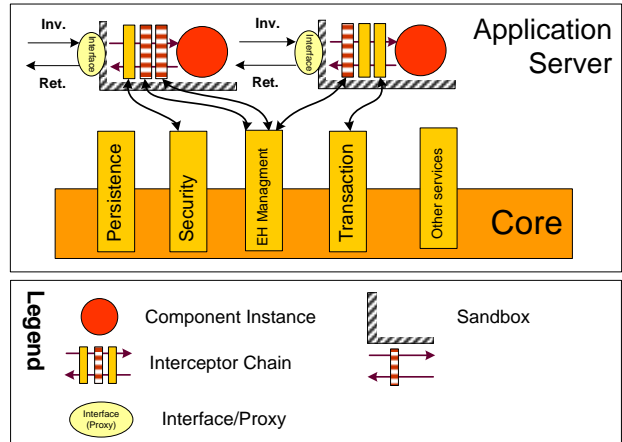 Application
Server
Inv.
Interface
Ret.
Inv.
Interface
Ret.
Persistence
Security
EH Managment
Transaction
Other services
Core
Legend
Component Instance
Sandbox
Interceptor Chain
Interface
(Proxy)
Interface/Proxy